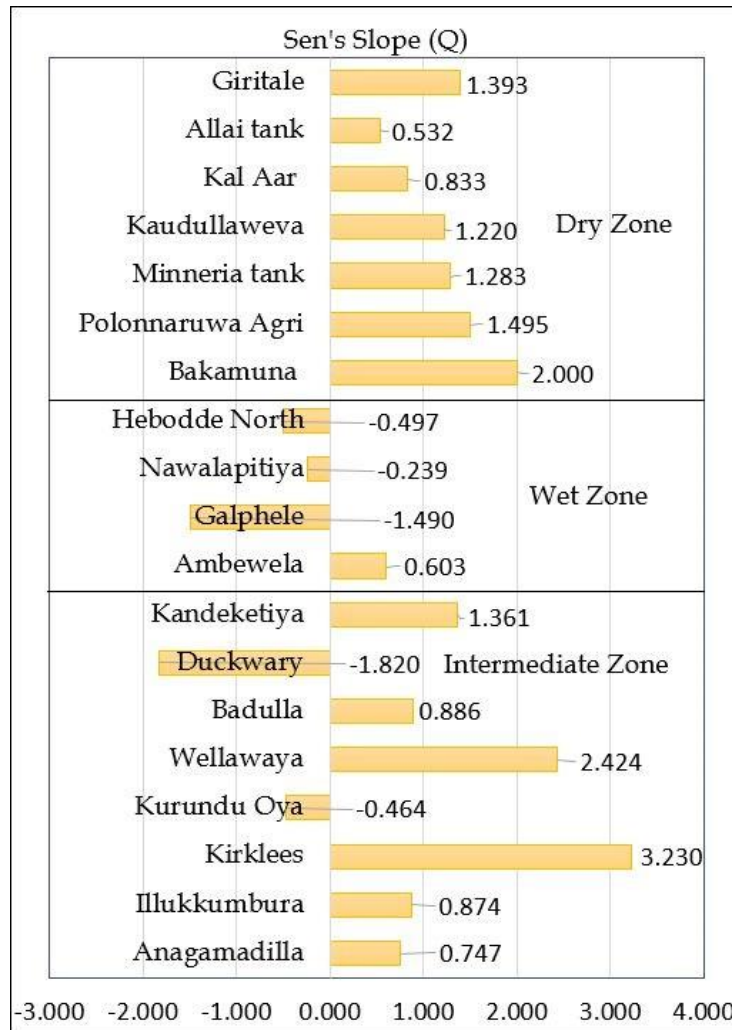 Sen's Slope (Q)
Giritale 1.393
Allai tank 0.532
Kal Aar 0.833
Kaudullaweva 1.220
Dry Zone
Minneria tank 1.283
Polonnaruwa Agri 1.495
Bakamuna 2.000
Hebodde North -0.497
Nawalapitiya -0.239
Wet Zone
Galphele -1.490
Ambewela 0.603
Kandeketiya 1.361
Duckwary -1.820 Intermediate Zone
Badulla 0.886
Wellawaya 2.424
Kurundu Oya -0.464
Kirklees 3.230
Illukkumbura 0.874
Anagamadilla 0.747
-3.000 -2.000 -1.000 0.000 1.000 2.000 3.000 4.000